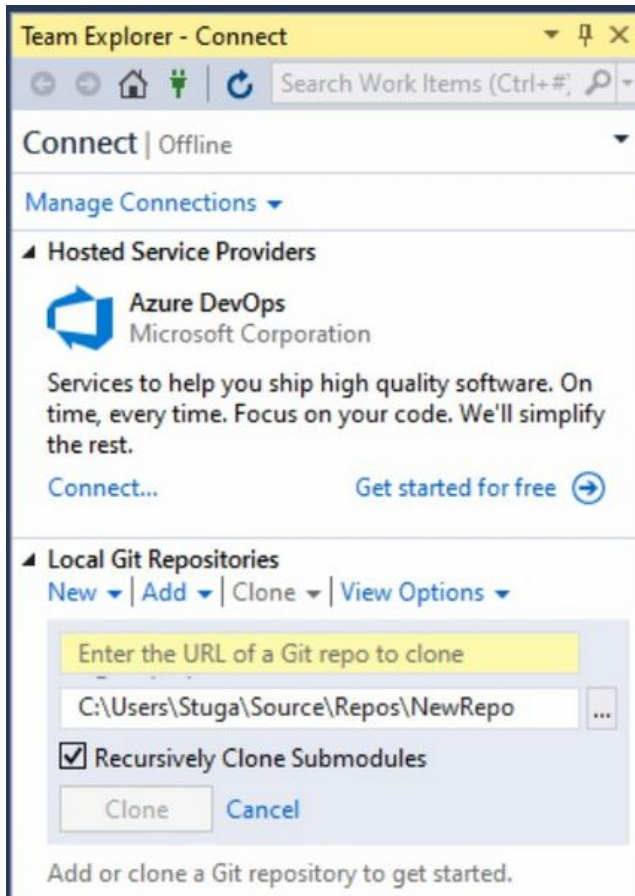 Team Explorer - Connect
Search Work Items (Ctrl+#)
Connect | Offline
Manage Connections
Hosted Service Providers
Azure DevOps
Microsoft Corporation
Services to help you ship high quality software. On
time, every time. Focus on your code. We'll simplify
the rest.
Connect... Get started for free
Local Git Repositories
New | Add | Clone | View Options
Enter the URL of a Git repo to clone
C:\Users\Stuga\Source\Repos\NewRepo
...
Recursively Clone Submodules
Clone Cancel
Add or clone a Git repository to get started.